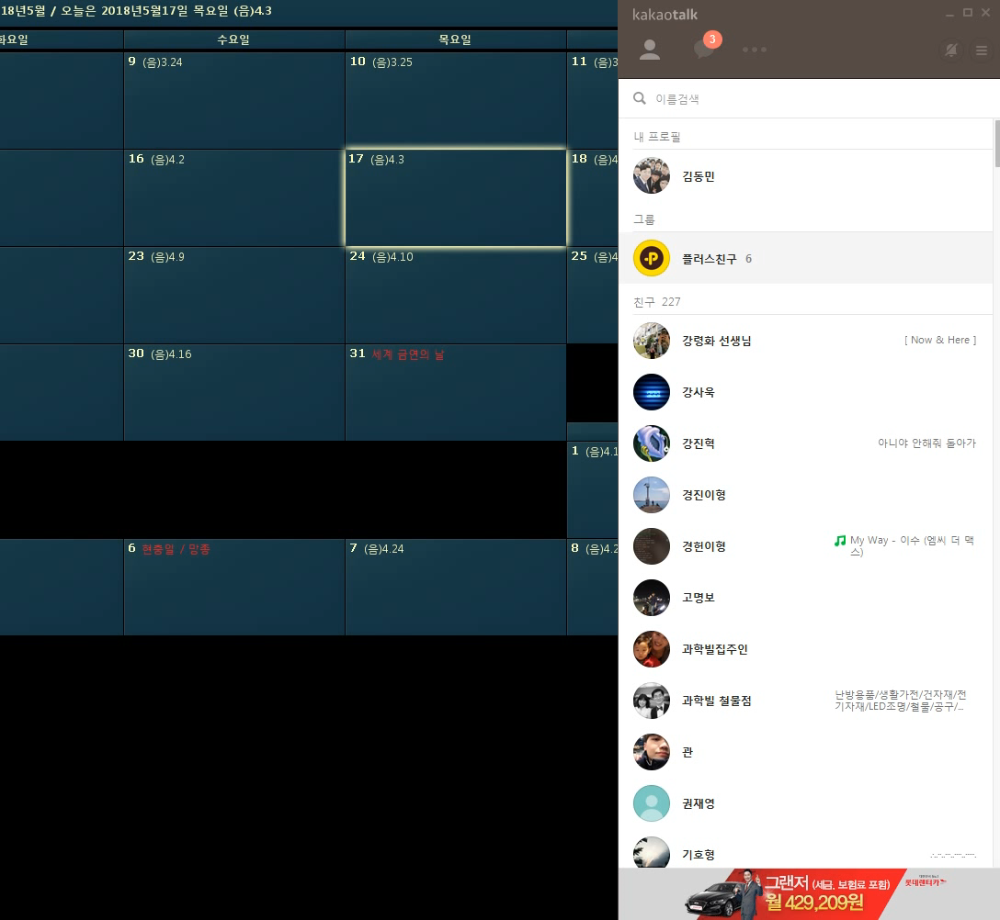 18년5월 / 오늘은 2018년5월17일 목요일 (음)4.3
화요일 수요일 목요일
9 (음)3.24 10 (음)3.25 11 (음)3
16 (음)4.2 17 (음)4.3 18 (음)4
23 (음)4.9 24 (음)4.10 25 (음)4
30 (음)4.16 31 세계 금연의 날
1 (음)4.1
6 현충일 / 망종 7 (음)4.24 8 (음)4.2
kakaotalk
3
이름검색
내 프로필
김동민
그룹
플러스친구 6
친구 227
강령화 선생님 [ Now & Here ]
강사욱
강진혁 아니야 안해줘 돌아가
경진이형
경헌이형 My Way - 이수 (엠씨 더 맥
스)
고명보
과학빌집주인
과학빌 철물점 난방용품/생활가전/건자재/전
기자재/LED조명/철물/공구/...
관
권재영
기호형
그랜저 (세금, 보험료 포함) 롯데렌터카
월 429,209원